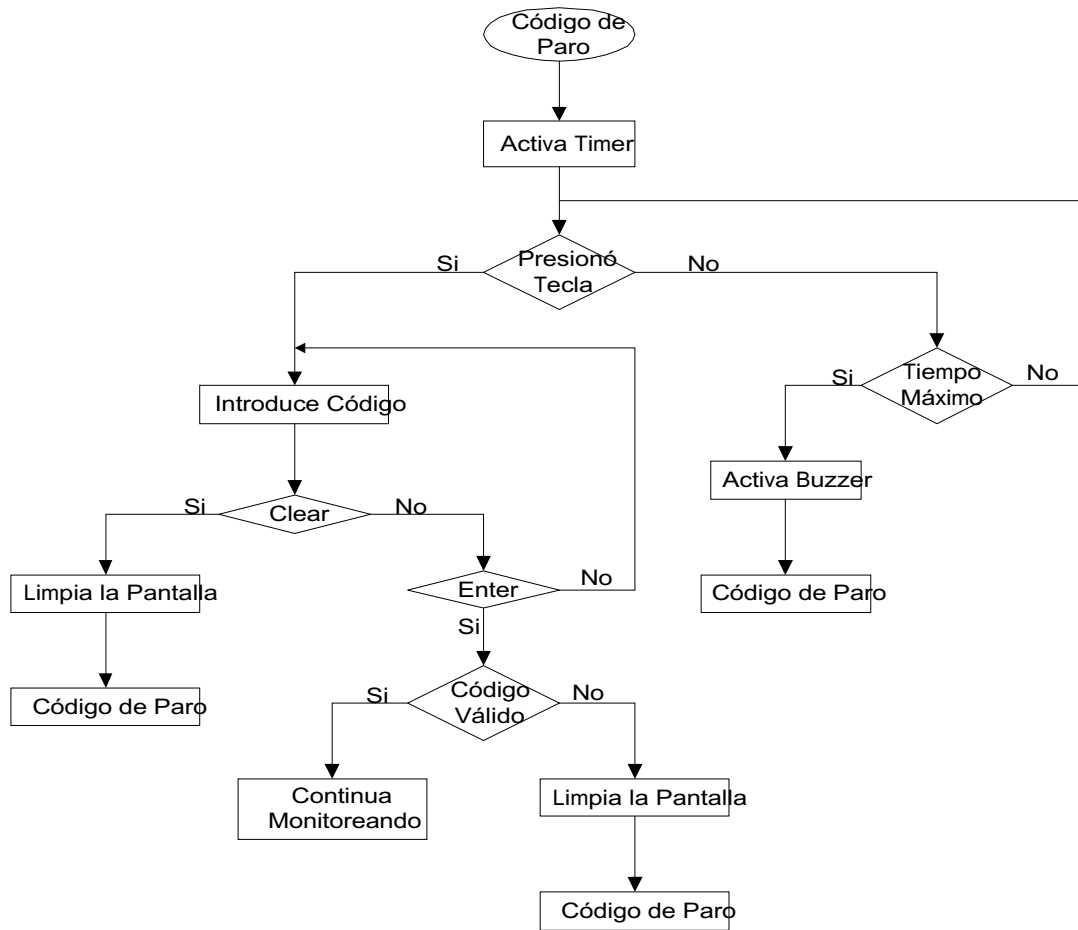 Código de
Paro
Activa Timer
Si
Presionó
Tecla
No
Si
Tiempo
Máximo
No
Introduce Código
Activa Buzzer
Si
Clear
No
Limpia la Pantalla
Enter
No
Código de Paro
Si
Código de Paro
Si
Código
Válido
No
Continua
Monitoreando
Limpia la Pantalla
Código de Paro